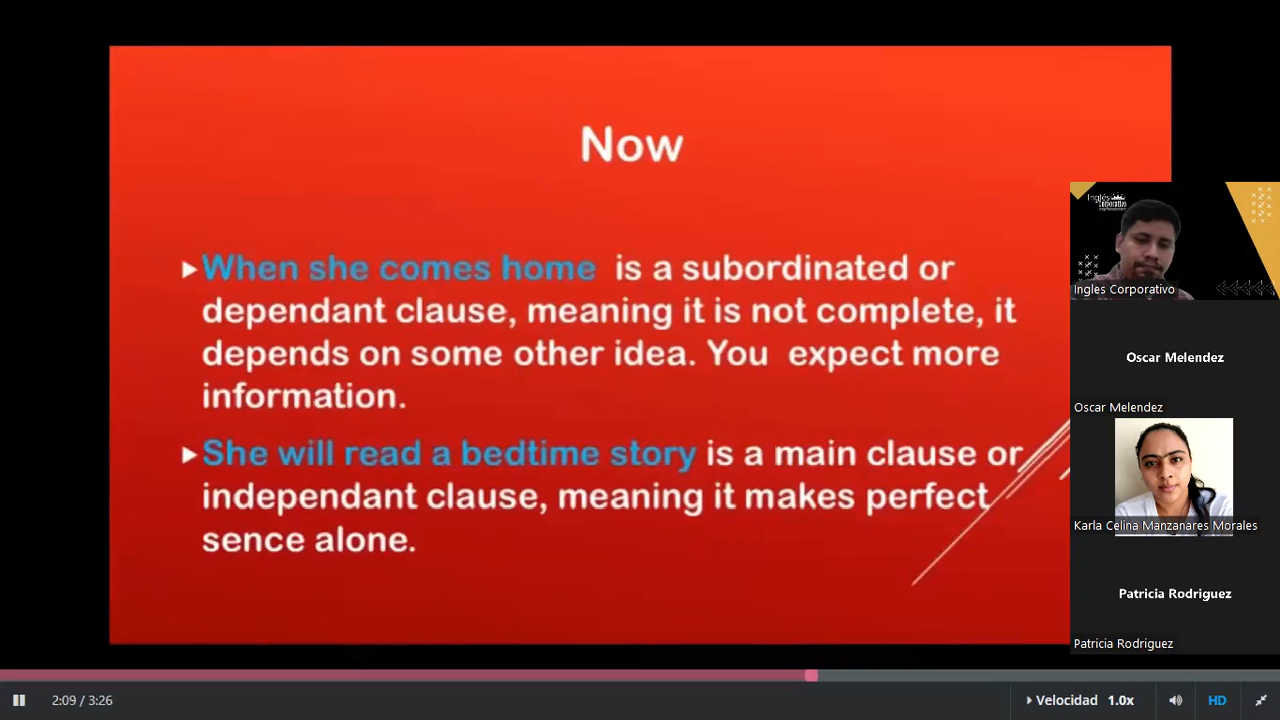 Now
When she comes home is a subordinated or
dependant clause, meaning it is not complete, it
depends on some other idea. You expect more
information.
She will read a bedtime story is a main clause or
independant clause, meaning it makes perfect
sence alone.
Inglés
Corporativo
Ingles Corporativo
Oscar Melendez
Oscar Melendez
Karla Celina Manzanares Morales
Patricia Rodriguez
Patricia Rodriguez
2:09 / 3:26
Velocidad 1.0x
HD